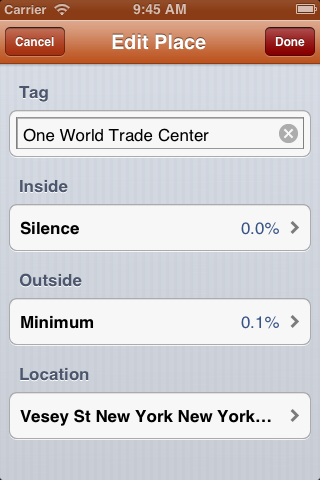 Carrier 9:45 AM
Cancel Edit Place Done
Tag
One World Trade Center
Inside
Silence 0.0%
Outside
Minimum 0.1%
Location
Vesey St New York New York...